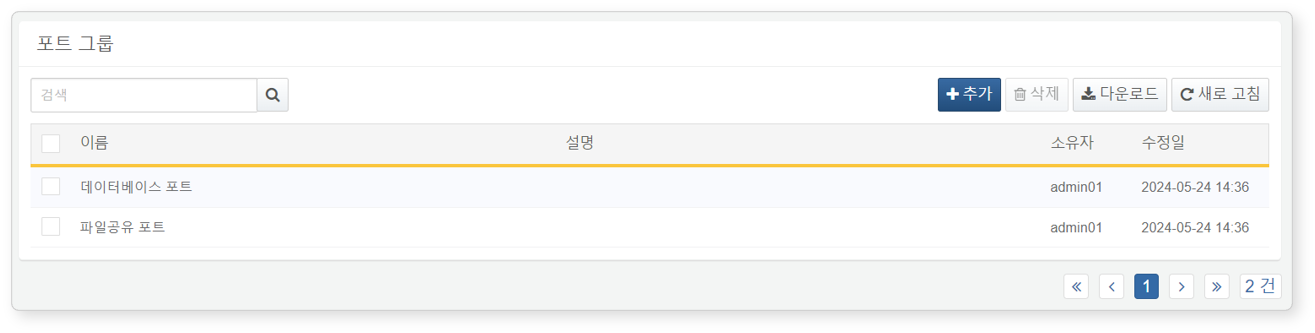 포트 그룹
검색 추가 삭제 다운로드 새로 고침
이름 설명 소유자 수정일
데이터베이스 포트 admin01 2024-05-24 14:36
파일공유 포트 admin01 2024-05-24 14:36
« < 1 > » 2 건